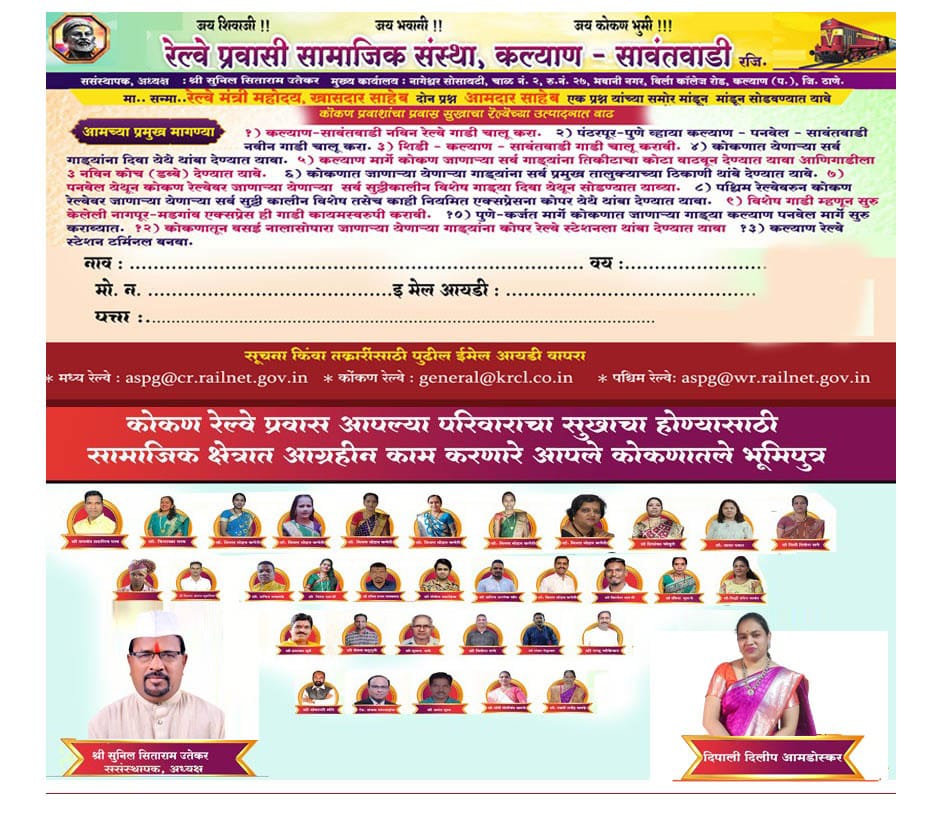 जय शिवाजी !! जय भवानी !! जय कोकण भुमी !!!
रेल्वे प्रवासी सामाजिक संस्था, कल्याण - सावंतवाडी रजि.
संसंस्थापक, अध्यक्ष : श्री सुनिल सिताराम उतेकर मुख्य कार्यालय : नागेश्वर सोसायटी, चाळ नं. २, रु.नं. २७, भवानी नगर, बिर्ला कॉलेज रोड, कल्याण (प.), जि. ठाणे.
मा.. सन्मा..रेल्वे मंत्री महोदय, खासदार साहेब दोन प्रश्न आमदार साहेब एक प्रश्न यांच्या समोर मांडून मांडून सोडवण्यात यावे
कोकण प्रवाशांचा प्रवास सुखाचा रेल्वेच्या उत्पादनात वाढ
आमच्या प्रमुख मागण्या १) कल्याण-सावंतवाडी नविन रेल्वे गाडी चालू करा. २) पंढरपूर-पुणे व्हाया कल्याण - पनवेल - सावंतवाडी
नवीन गाडी चालू करा. ३) शिर्डी - कल्याण - सावंतवाडी गाडी चालू करावी. ४) कोकणात येणाऱ्या सर्व
गाड्यांना दिवा येथे थांबा देण्यात यावा. ५) कल्याण मार्गे कोकण जाणाऱ्या सर्व गाड्यांना तिकीटाचा कोटा वाढवून देण्यात यावा आणिगाडीला
३ नविन कोच (डब्बे) देण्यात यावे. ६) कोकणात जाणाऱ्या येणाऱ्या गाड्यांना सर्व प्रमुख तालुक्याच्या ठिकाणी थांबे देण्यात यावे. ७)
पनवेल येथून कोकण रेल्वेवर जाणाऱ्या येणाऱ्या सर्व सुट्टीकालीन विशेष गाड्या दिवा येथून सोडण्यात याव्या. ८) पश्चिम रेल्वेवरुन कोकण
रेल्वेवर जाणाऱ्या येणाऱ्या सर्व सुट्टी कालीन विशेष तसेच काही नियमित एक्सप्रेसना कोपर येथे थांबा देण्यात यावा. ९) विशेष गाडी म्हणून सुरु
केलेली नागपूर-मडगांव एक्सप्रेस ही गाडी कायमस्वरुपी करावी. १०) पुणे-कर्जत मार्गे कोकणात जाणाऱ्या गाड्या कल्याण पनवेल मार्गे सुरु
कराव्यात. १२) कोकणातून वसई नालासोपारा जाणाऱ्या येणाऱ्या गाड्यांना कोपर रेल्वे स्टेशनला थांबा देण्यात यावा १३) कल्याण रेल्वे
स्टेशन टर्मिनल बनवा.
नाव : ........................................................ वय :..................
मो. न. ..............................इ मेल आयडी : ..............................
पत्ता :..............................................................
सूचना किंवा तक्रारींसाठी पुढील ईमेल आयडी वापरा
* मध्य रेल्वे : aspg@cr.railnet.gov.in * कोंकण रेल्वे : general@krcl.co.in * पश्चिम रेल्वे: aspg@wr.railnet.gov.in
कोकण रेल्वे प्रवास आपल्या परिवाराचा सुखाचा होण्यासाठी
सामाजिक क्षेत्रात आग्रहीन काम करणारे आपले कोकणातले भूमिपुत्र
श्री सुनिल सिताराम उतेकर
संसंस्थापक, अध्यक्ष
दिपाली दिलीप आमडोस्कर